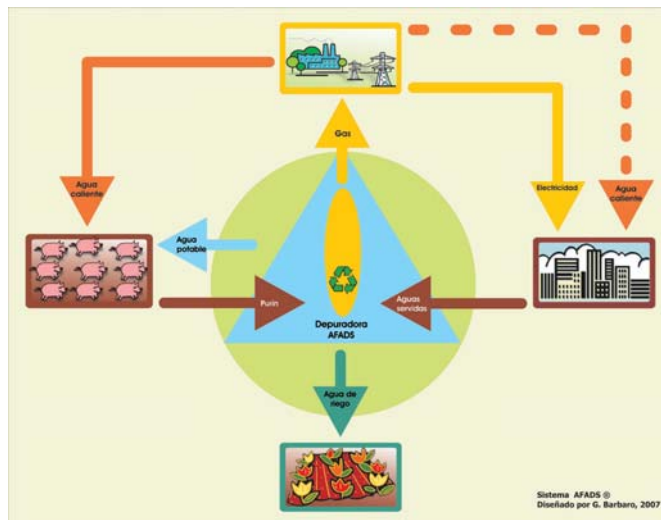 Gas
Agua
caliente
Electricidad
Agua
caliente
Agua
potable
Purin
Aguas
servidas
Depuradora
AFADS
Agua de
riego
Sistema AFADS ®
Diseñado por G. Barbaro, 2007